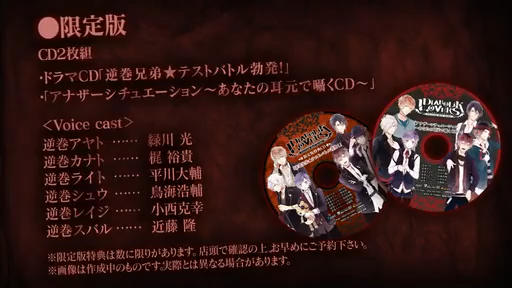 ●限定版
CD2枚組
・ドラマCD「逆巻兄弟★テストバトル勃発!」
・「アナザーシチュエーション～あなたの耳元で囁くCD～」
＜Voice cast＞
逆巻アヤト …… 緑川 光
逆巻カナト …… 梶 裕貴
逆巻ライト …… 平川大輔
逆巻シュウ …… 鳥海浩輔
逆巻レイジ …… 小西克幸
逆巻スバル …… 近藤 隆
※限定版特典は数に限りがあります。店頭で確認の上、お早めにご予約下さい。
※画像は作成中のものです。実際とは異なる場合があります。
DIABOLIK LOVERS